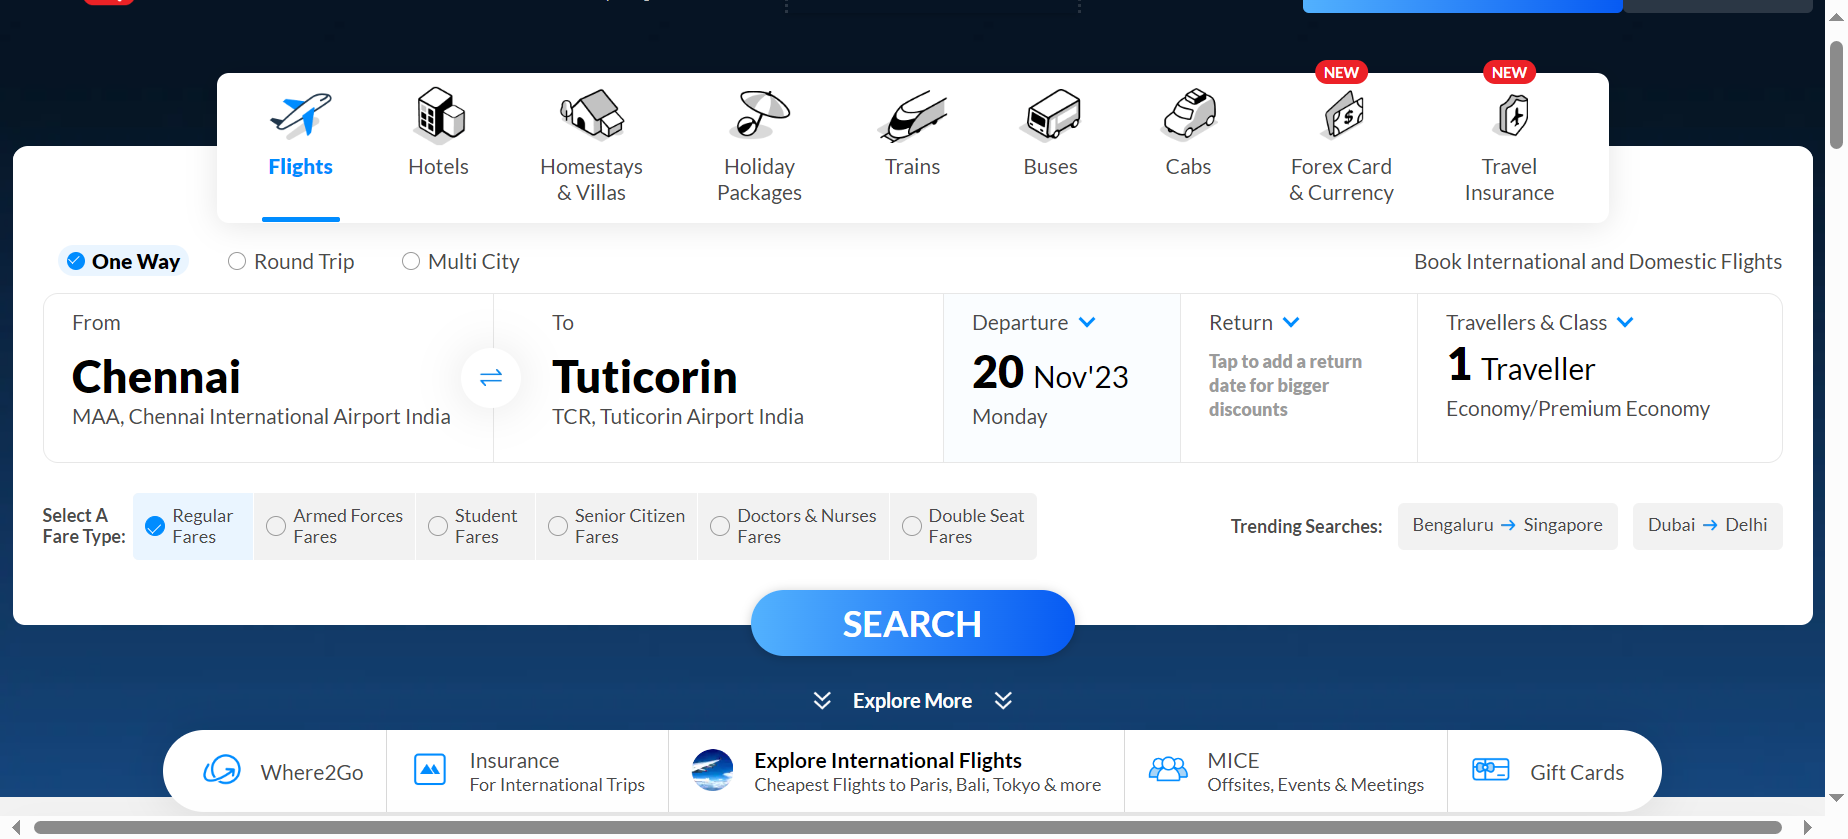 NEW
NEW
Flights
Hotels
Homestays
& Villas
Holiday
Packages
Trains
Buses
Cabs
Forex Card
& Currency
Travel
Insurance
One Way
Round Trip
Multi City
Book International and Domestic Flights
From
Chennai
MAA, Chennai International Airport India
To
Tuticorin
TCR, Tuticorin Airport India
Departure
20 Nov'23
Monday
Return
Tap to add a return
date for bigger
discounts
Travellers & Class
1 Traveller
Economy/Premium Economy
Select A
Fare Type:
Regular
Fares
Armed Forces
Fares
Student
Fares
Senior Citizen
Fares
Doctors & Nurses
Fares
Double Seat
Fares
Trending Searches:
Bengaluru → Singapore
Dubai → Delhi
SEARCH
Explore More
Where2Go
Insurance
For International Trips
Explore International Flights
Cheapest Flights to Paris, Bali, Tokyo & more
MICE
Offsites, Events & Meetings
Gift Cards